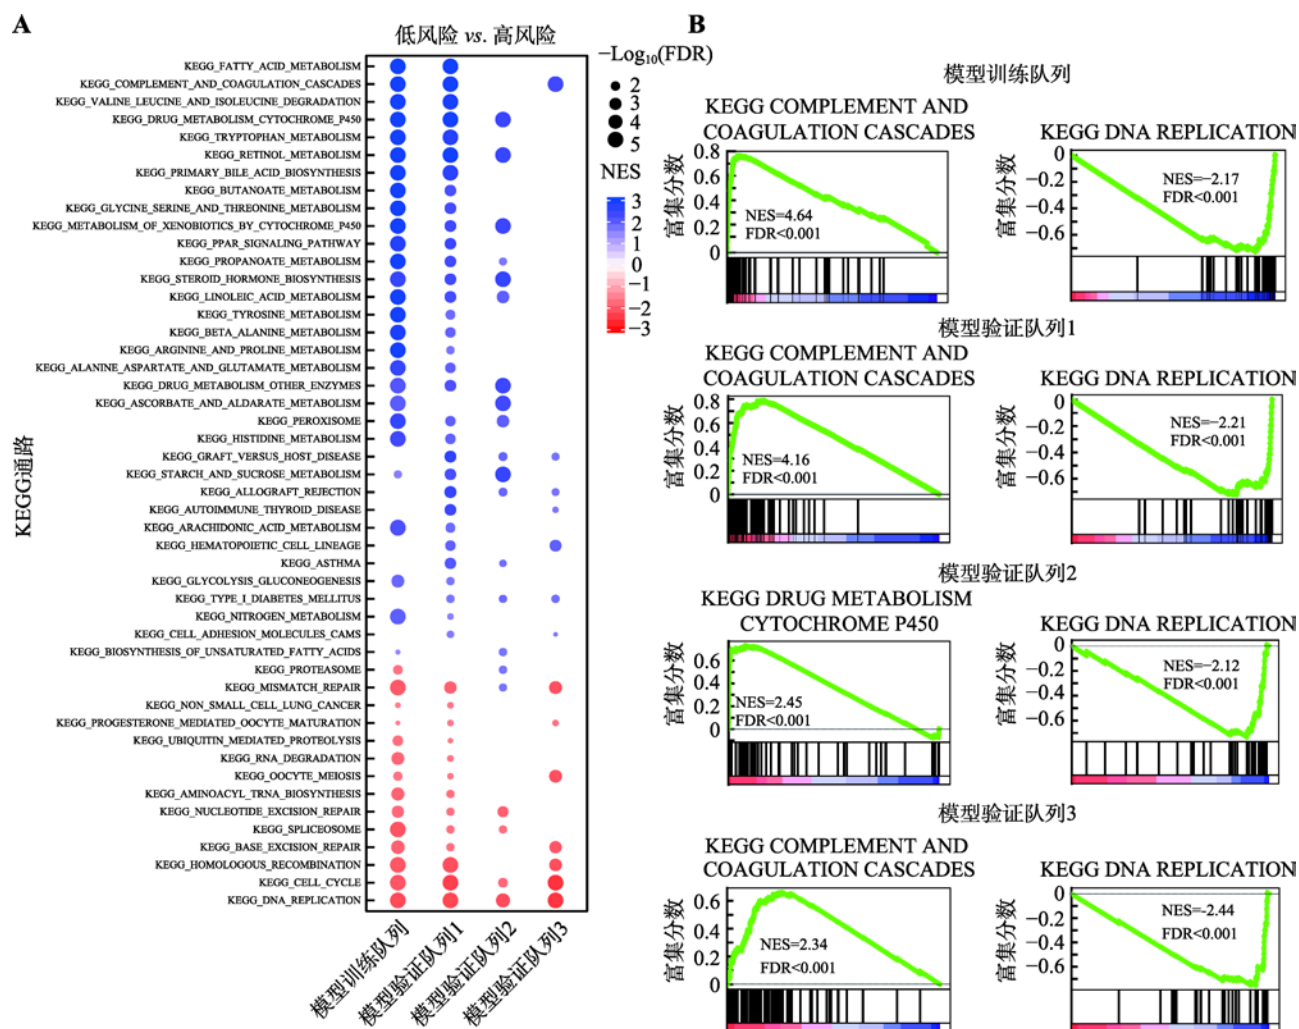 A
低风险 vs. 高风险
KEGG_FATTY_ACID_METABOLISM
KEGG_COMPLEMENT_AND_COAGULATION_CASCADES
KEGG_VALINE_LEUCINE_AND_ISOLEUCINE_DEGRADATION
KEGG_DRUG_METABOLISM_CYTOCHROME_P450
KEGG_TRYPTOPHAN_METABOLISM
KEGG_RETINOL_METABOLISM
KEGG_PRIMARY_BILE_ACID_BIOSYNTHESIS
KEGG_BUTANOATE_METABOLISM
KEGG_GLYCINE_SERINE_AND_THREONINE_METABOLISM
KEGG_METABOLISM_OF_XENOBIOTICS_BY_CYTOCHROME_P450
KEGG_PPAR_SIGNALING_PATHWAY
KEGG_PROPANOATE_METABOLISM
KEGG_STEROID_HORMONE_BIOSYNTHESIS
KEGG_LINOLEIC_ACID_METABOLISM
KEGG_TYROSINE_METABOLISM
KEGG_BETA_ALANINE_METABOLISM
KEGG_ARGININE_AND_PROLINE_METABOLISM
KEGG_ALANINE_ASPARTATE_AND_GLUTAMATE_METABOLISM
KEGG_DRUG_METABOLISM_OTHER_ENZYMES
KEGG_ASCORBATE_AND_ALDARATE_METABOLISM
KEGG_PEROXISOME
KEGG_HISTIDINE_METABOLISM
KEGG_GRAFT_VERSUS_HOST_DISEASE
KEGG_STARCH_AND_SUCROSE_METABOLISM
KEGG_ALLOGRAFT_REJECTION
KEGG_AUTOIMMUNE_THYROID_DISEASE
KEGG_ARACHIDONIC_ACID_METABOLISM
KEGG_HEMATOPOIETIC_CELL_LINEAGE
KEGG_ASTHMA
KEGG_GLYCOLYSIS_GLUCONEOGENESIS
KEGG_TYPE_I_DIABETES_MELLITUS
KEGG_NITROGEN_METABOLISM
KEGG_CELL_ADHESION_MOLECULES_CAMS
KEGG_BIOSYNTHESIS_OF_UNSATURATED_FATTY_ACIDS
KEGG_PROTEASOME
KEGG_MISMATCH_REPAIR
KEGG_NON_SMALL_CELL_LUNG_CANCER
KEGG_PROGESTERONE_MEDIATED_OOCYTE_MATURATION
KEGG_UBIQUITIN_MEDIATED_PROTEOLYSIS
KEGG_RNA_DEGRADATION
KEGG_OOCYTE_MEIOSIS
KEGG_AMINOACYL_TRNA_BIOSYNTHESIS
KEGG_NUCLEOTIDE_EXCISION_REPAIR
KEGG_SPLICEOSOME
KEGG_BASE_EXCISION_REPAIR
KEGG_HOMOLOGOUS_RECOMBINATION
KEGG_CELL_CYCLE
KEGG_DNA_REPLICATION
KEGG通路
模型训练队列
模型验证队列1
模型验证队列2
模型验证队列3
−Log10(FDR)
2
3
4
5
NES
3
2
1
0
−1
−2
−3
B
模型训练队列
KEGG COMPLEMENT AND
COAGULATION CASCADES
富集分数
0.8
0.6
0.4
0.2
0
NES=4.64
FDR<0.001
KEGG DNA REPLICATION
富集分数
0
−0.2
−0.4
−0.6
NES=−2.17
FDR<0.001
模型验证队列1
KEGG COMPLEMENT AND
COAGULATION CASCADES
富集分数
0.8
0.6
0.4
0.2
0
NES=4.16
FDR<0.001
KEGG DNA REPLICATION
富集分数
0
−0.2
−0.4
−0.6
NES=−2.21
FDR<0.001
模型验证队列2
KEGG DRUG METABOLISM
CYTOCHROME P450
富集分数
0.6
0.4
0.2
0
NES=2.45
FDR<0.001
KEGG DNA REPLICATION
富集分数
0
−0.2
−0.4
−0.6
NES=−2.12
FDR<0.001
模型验证队列3
KEGG COMPLEMENT AND
COAGULATION CASCADES
富集分数
0.6
0.4
0.2
0
NES=2.34
FDR<0.001
KEGG DNA REPLICATION
富集分数
0
−0.2
−0.4
−0.6
NES=-2.44
FDR<0.001